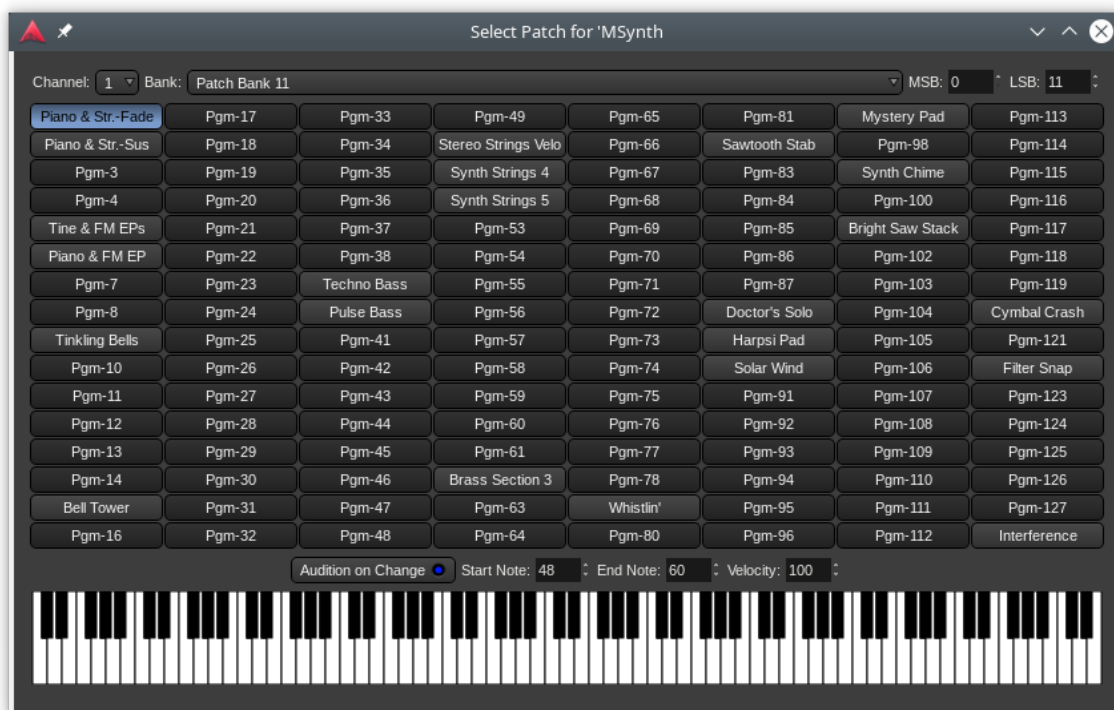 Select Patch for 'MSynth
Channel: 1 Bank: Patch Bank 11 MSB: 0 LSB: 11
Piano & Str.-Fade Pgm-17 Pgm-33 Pgm-49 Pgm-65 Pgm-81 Mystery Pad Pgm-113
Piano & Str.-Sus Pgm-18 Pgm-34 Stereo Strings Velo Pgm-66 Sawtooth Stab Pgm-98 Pgm-114
Pgm-3 Pgm-19 Pgm-35 Synth Strings 4 Pgm-67 Pgm-83 Synth Chime Pgm-115
Pgm-4 Pgm-20 Pgm-36 Synth Strings 5 Pgm-68 Pgm-84 Pgm-100 Pgm-116
Tine & FM EPs Pgm-21 Pgm-37 Pgm-53 Pgm-69 Pgm-85 Bright Saw Stack Pgm-117
Piano & FM EP Pgm-22 Pgm-38 Pgm-54 Pgm-70 Pgm-86 Pgm-102 Pgm-118
Pgm-7 Pgm-23 Techno Bass Pgm-55 Pgm-71 Pgm-87 Pgm-103 Pgm-119
Pgm-8 Pgm-24 Pulse Bass Pgm-56 Pgm-72 Doctor's Solo Pgm-104 Cymbal Crash
Tinkling Bells Pgm-25 Pgm-41 Pgm-57 Pgm-73 Harpsi Pad Pgm-105 Pgm-121
Pgm-10 Pgm-26 Pgm-42 Pgm-58 Pgm-74 Solar Wind Pgm-106 Filter Snap
Pgm-11 Pgm-27 Pgm-43 Pgm-59 Pgm-75 Pgm-91 Pgm-107 Pgm-123
Pgm-12 Pgm-28 Pgm-44 Pgm-60 Pgm-76 Pgm-92 Pgm-108 Pgm-124
Pgm-13 Pgm-29 Pgm-45 Pgm-61 Pgm-77 Pgm-93 Pgm-109 Pgm-125
Pgm-14 Pgm-30 Pgm-46 Brass Section 3 Pgm-78 Pgm-94 Pgm-110 Pgm-126
Bell Tower Pgm-31 Pgm-47 Pgm-63 Whistlin' Pgm-95 Pgm-111 Pgm-127
Pgm-16 Pgm-32 Pgm-48 Pgm-64 Pgm-80 Pgm-96 Pgm-112 Interference
Audition on Change Start Note: 48 End Note: 60 Velocity: 100